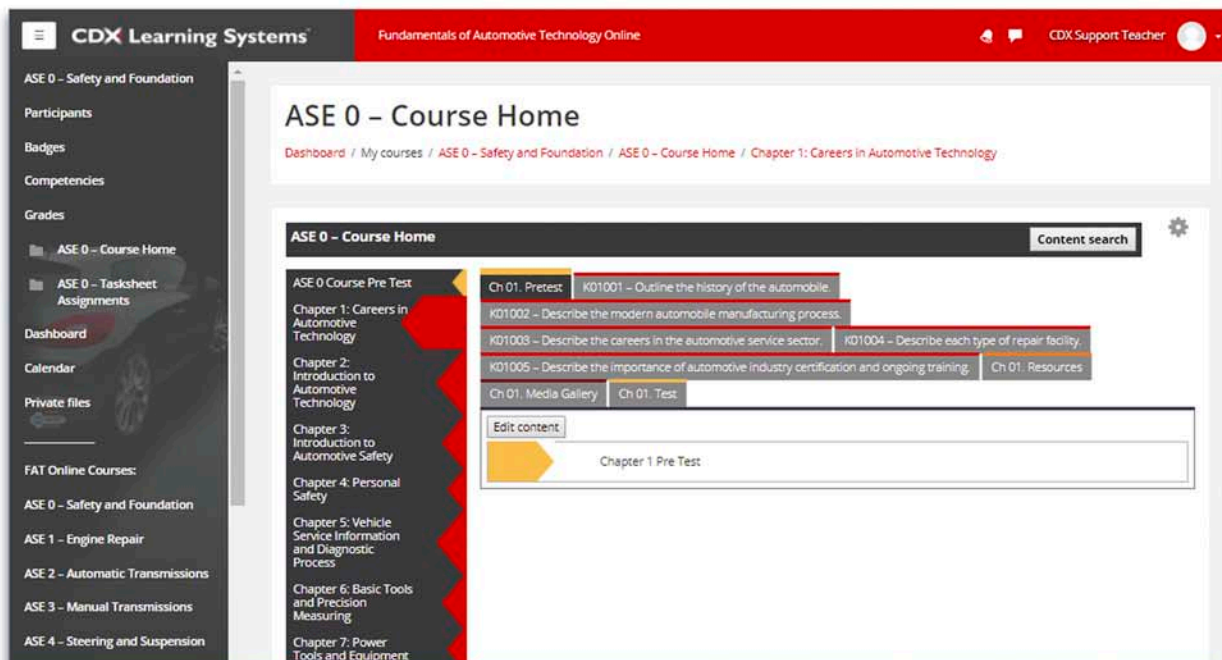 CDX Learning Systems
Fundamentals of Automotive Technology Online
CDX Support Teacher
ASE 0 – Safety and Foundation
Participants
Badges
Competencies
Grades
ASE 0 – Course Home
ASE 0 – Tasksheet
Assignments
Dashboard
Calendar
Private files
FAT Online Courses:
ASE 0 – Safety and Foundation
ASE 1 – Engine Repair
ASE 2 – Automatic Transmissions
ASE 3 – Manual Transmissions
ASE 4 – Steering and Suspension
ASE 0 – Course Home
Dashboard / My courses / ASE 0 – Safety and Foundation / ASE 0 – Course Home / Chapter 1: Careers in Automotive Technology
ASE 0 – Course Home
Content search
ASE 0 Course Pre Test
Chapter 1: Careers in
Automotive
Technology
Chapter 2:
Introduction to
Automotive
Technology
Chapter 3:
Introduction to
Automotive Safety
Chapter 4: Personal
Safety
Chapter 5: Vehicle
Service Information
and Diagnostic
Process
Chapter 6: Basic Tools
and Precision
Measuring
Chapter 7: Power
Tools and Equipment
Ch 01. Pretest
K01001 – Outline the history of the automobile.
K01002 – Describe the modern automobile manufacturing process.
K01003 – Describe the careers in the automotive service sector.
K01004 – Describe each type of repair facility.
K01005 – Describe the importance of automotive industry certification and ongoing training.
Ch 01. Resources
Ch 01. Media Gallery
Ch 01. Test
Edit content
Chapter 1 Pre Test